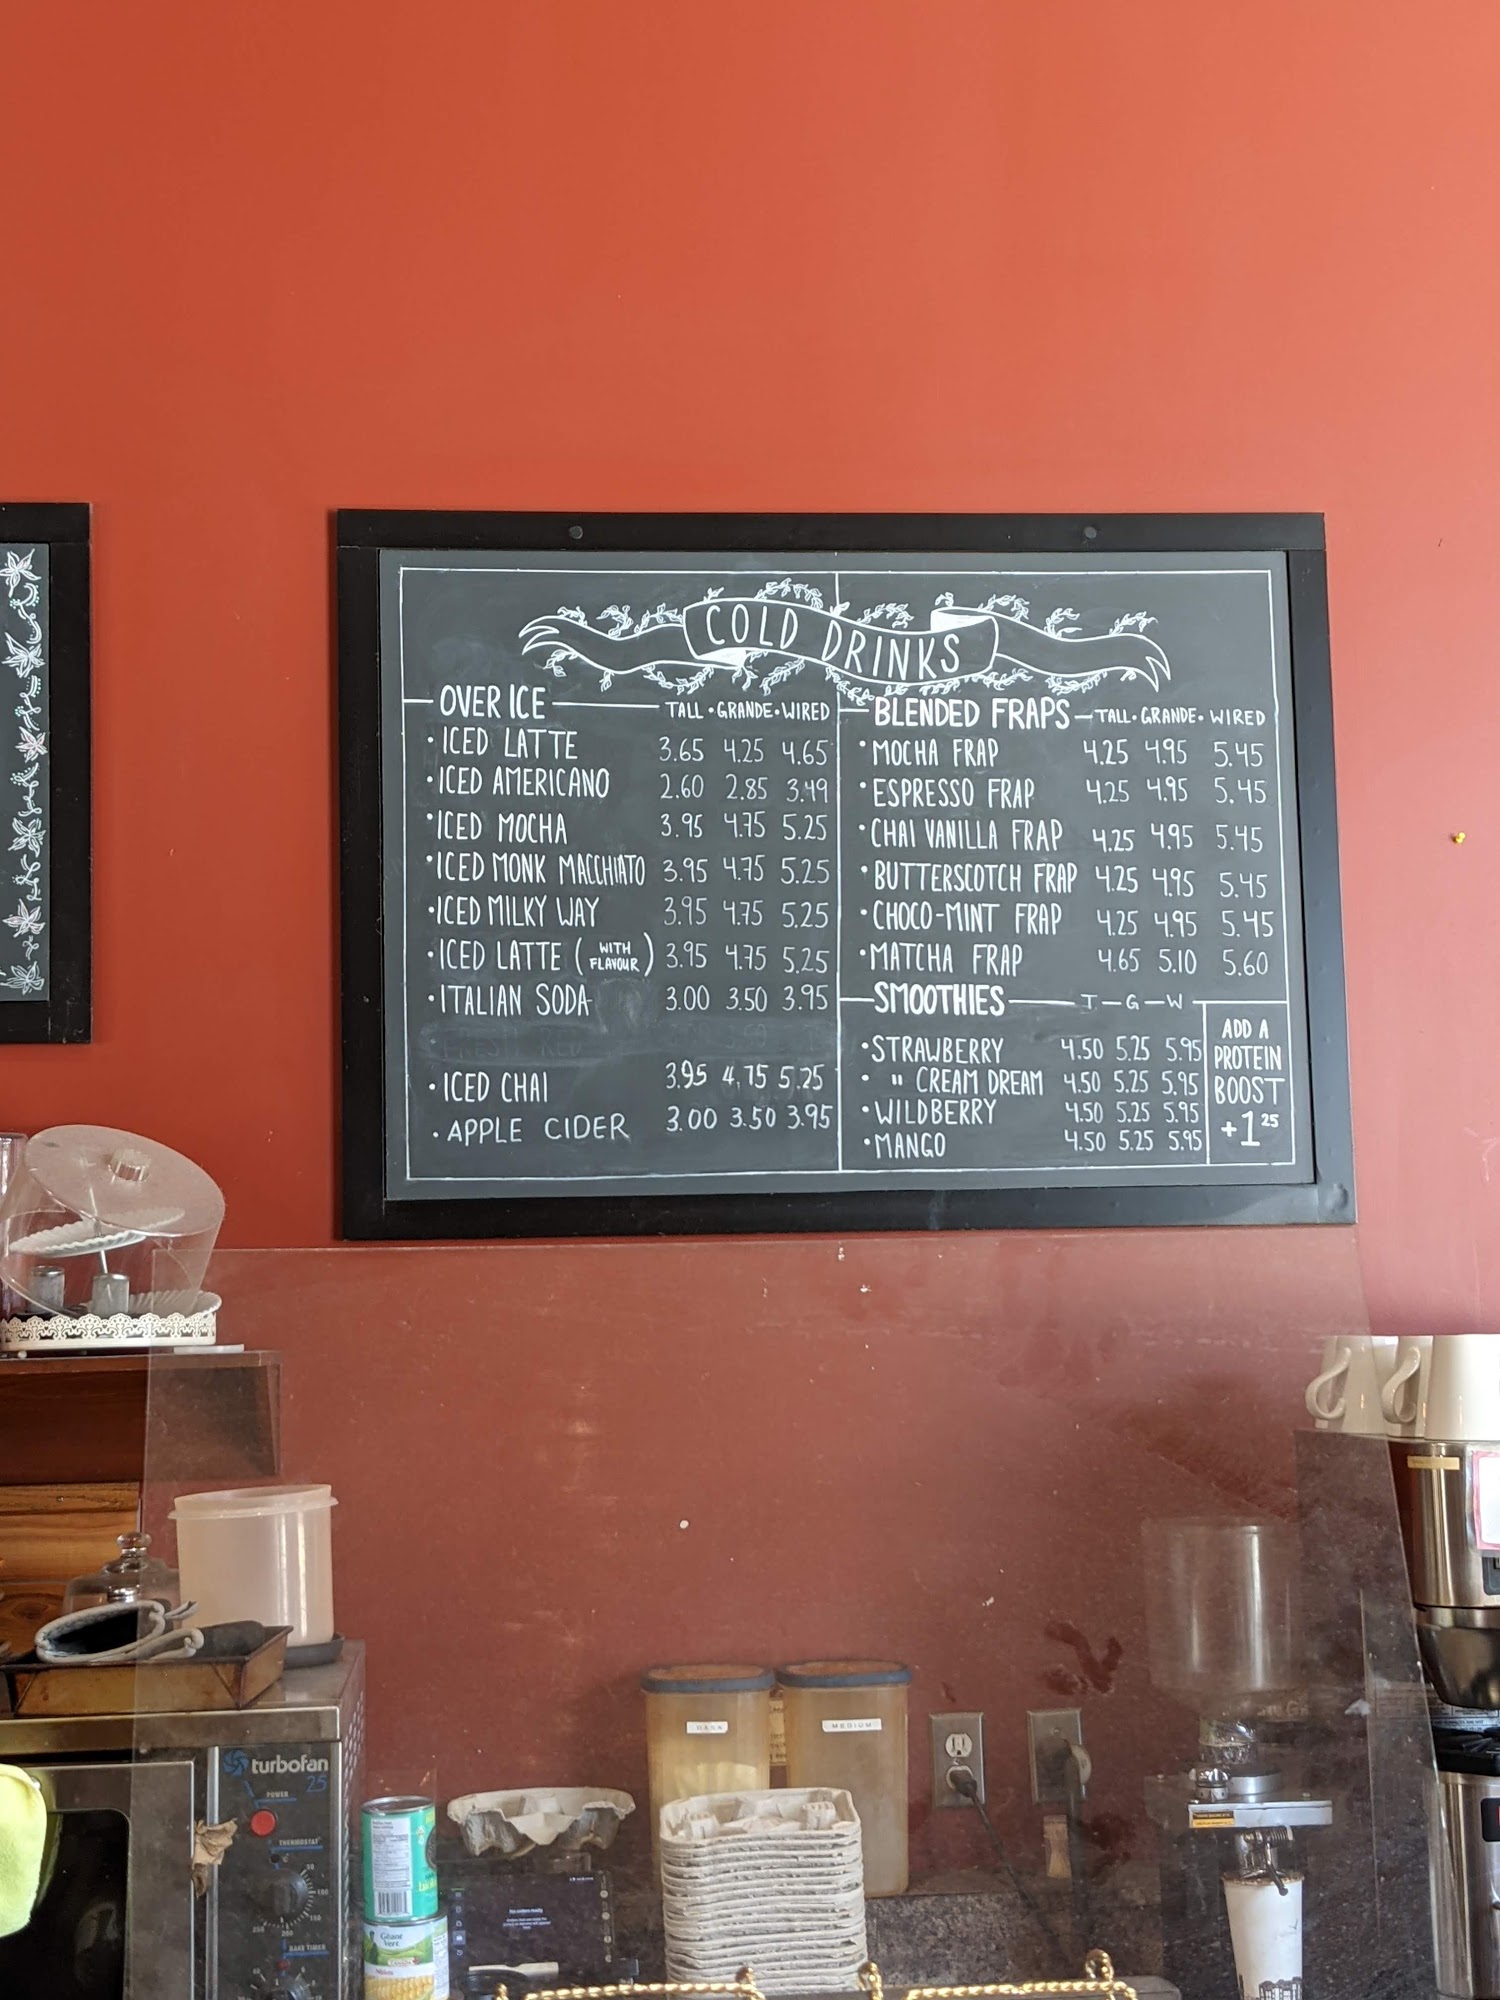 COLD DRINKS
OVER ICE TALL · GRANDE · WIRED
· ICED LATTE 3.65 4.25 4.65
· ICED AMERICANO 2.60 2.85 3.49
· ICED MOCHA 3.95 4.75 5.25
· ICED MONK MACCHIATO 3.95 4.75 5.25
· ICED MILKY WAY 3.95 4.75 5.25
· ICED LATTE (WITH FLAVOUR) 3.95 4.75 5.25
· ITALIAN SODA 3.00 3.50 3.95
· ICED CHAI 3.95 4.75 5.25
· APPLE CIDER 3.00 3.50 3.95
BLENDED FRAPS — TALL · GRANDE · WIRED
· MOCHA FRAP 4.25 4.95 5.45
· ESPRESSO FRAP 4.25 4.95 5.45
· CHAI VANILLA FRAP 4.25 4.95 5.45
· BUTTERSCOTCH FRAP 4.25 4.95 5.45
· CHOCO-MINT FRAP 4.25 4.95 5.45
· MATCHA FRAP 4.65 5.10 5.60
SMOOTHIES T — G — W
· STRAWBERRY 4.50 5.25 5.95
· " CREAM DREAM 4.50 5.25 5.95
· WILDBERRY 4.50 5.25 5.95
· MANGO 4.50 5.25 5.95
ADD A
PROTEIN
BOOST
+1 25
DARK
MEDIUM
turbofan
25
POWER
THERMOSTAT
BAKE TIMER
Géant
Vert